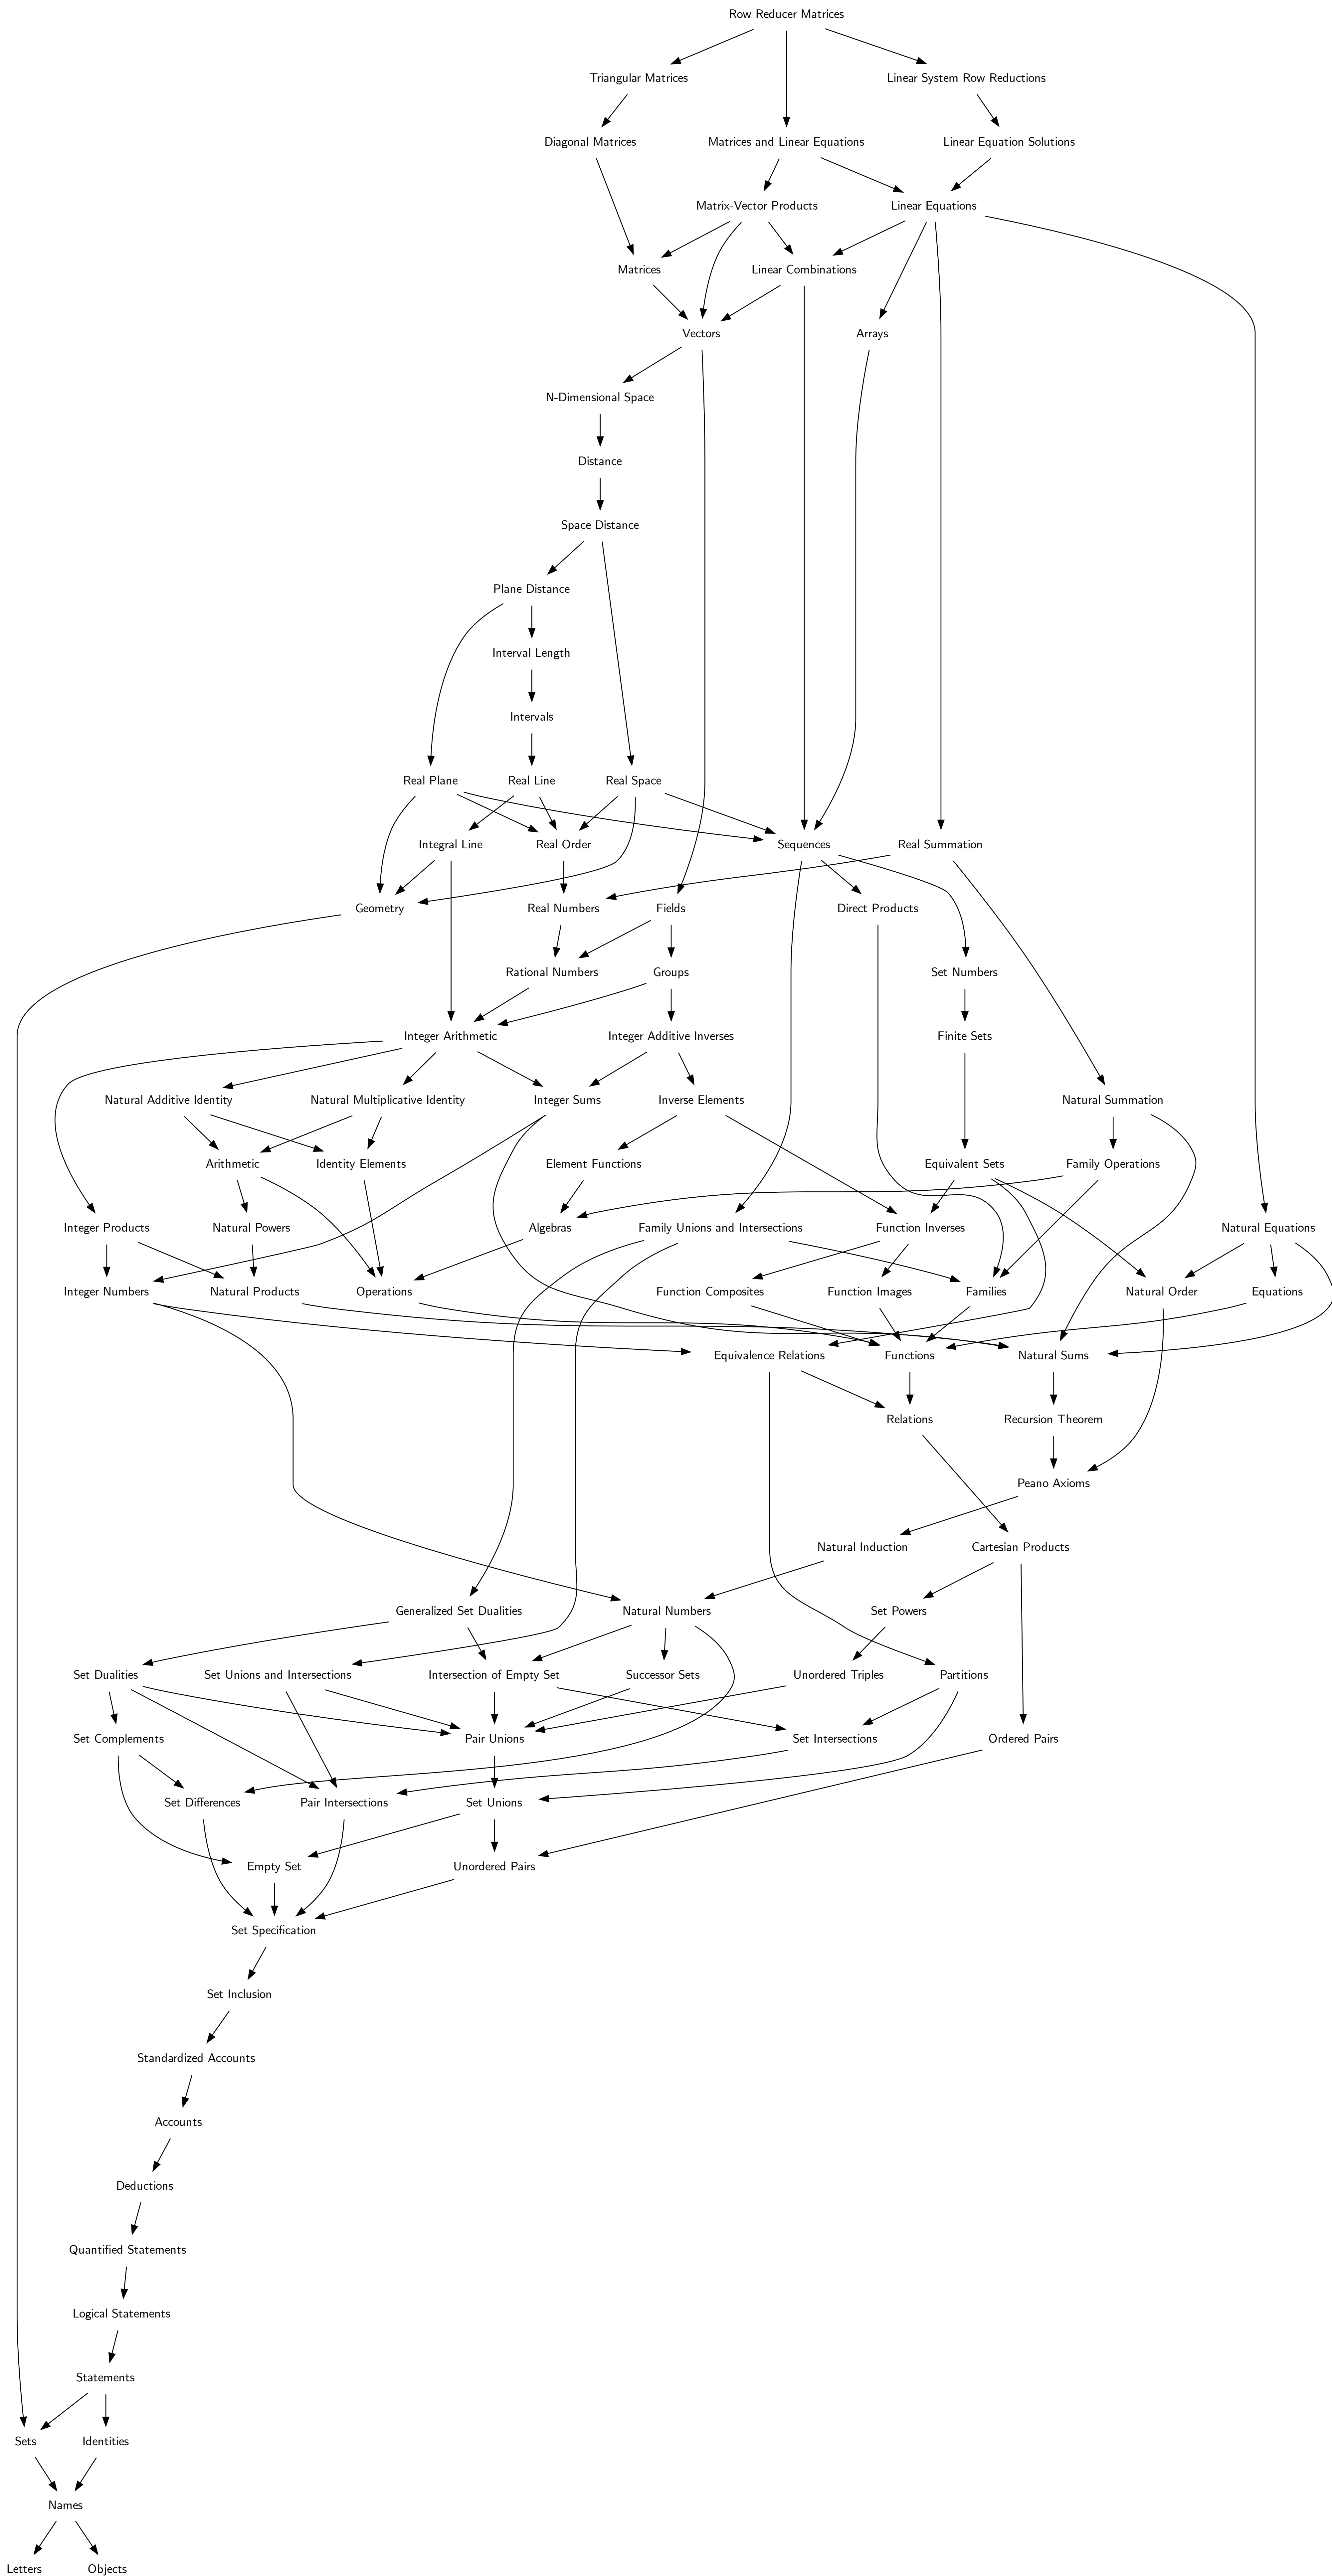 Row Reducer Matrices
Triangular Matrices
Linear System Row Reductions
Diagonal Matrices
Matrices and Linear Equations
Linear Equation Solutions
Matrix-Vector Products
Linear Equations
Matrices
Linear Combinations
Vectors
Arrays
N-Dimensional Space
Distance
Space Distance
Plane Distance
Interval Length
Intervals
Real Plane
Real Line
Real Space
Integral Line
Real Order
Sequences
Real Summation
Geometry
Real Numbers
Fields
Direct Products
Rational Numbers
Groups
Set Numbers
Integer Arithmetic
Integer Additive Inverses
Finite Sets
Natural Additive Identity
Natural Multiplicative Identity
Integer Sums
Inverse Elements
Natural Summation
Arithmetic
Identity Elements
Element Functions
Equivalent Sets
Family Operations
Integer Products
Natural Powers
Algebras
Family Unions and Intersections
Function Inverses
Natural Equations
Integer Numbers
Natural Products
Operations
Function Composites
Function Images
Families
Natural Order
Equations
Equivalence Relations
Functions
Natural Sums
Relations
Recursion Theorem
Peano Axioms
Natural Induction
Cartesian Products
Generalized Set Dualities
Natural Numbers
Set Powers
Set Dualities
Set Unions and Intersections
Intersection of Empty Set
Successor Sets
Unordered Triples
Partitions
Set Complements
Pair Unions
Set Intersections
Ordered Pairs
Set Differences
Pair Intersections
Set Unions
Empty Set
Unordered Pairs
Set Specification
Set Inclusion
Standardized Accounts
Accounts
Deductions
Quantified Statements
Logical Statements
Statements
Sets
Identities
Names
Letters
Objects